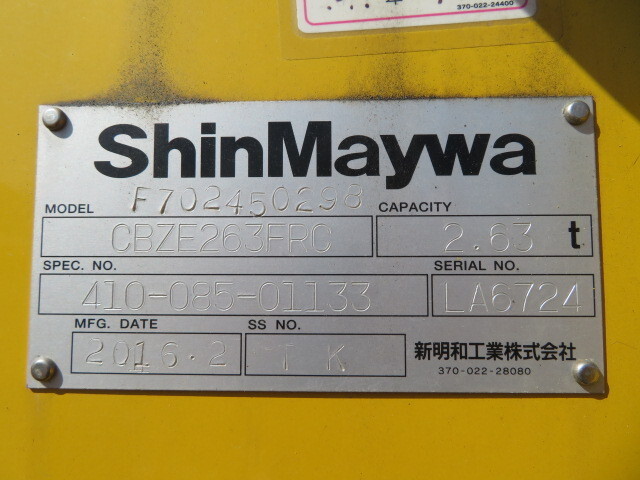 370-022-24400
ShinMaywa
F702450298
MODEL CAPACITY
CBZE263FRC 2.63 t
SPEC. NO. SERIAL NO.
410-085-01133 LA6724
MFG. DATE SS NO.
2016.2 T K 新明和工業株式会社
370-022-28080